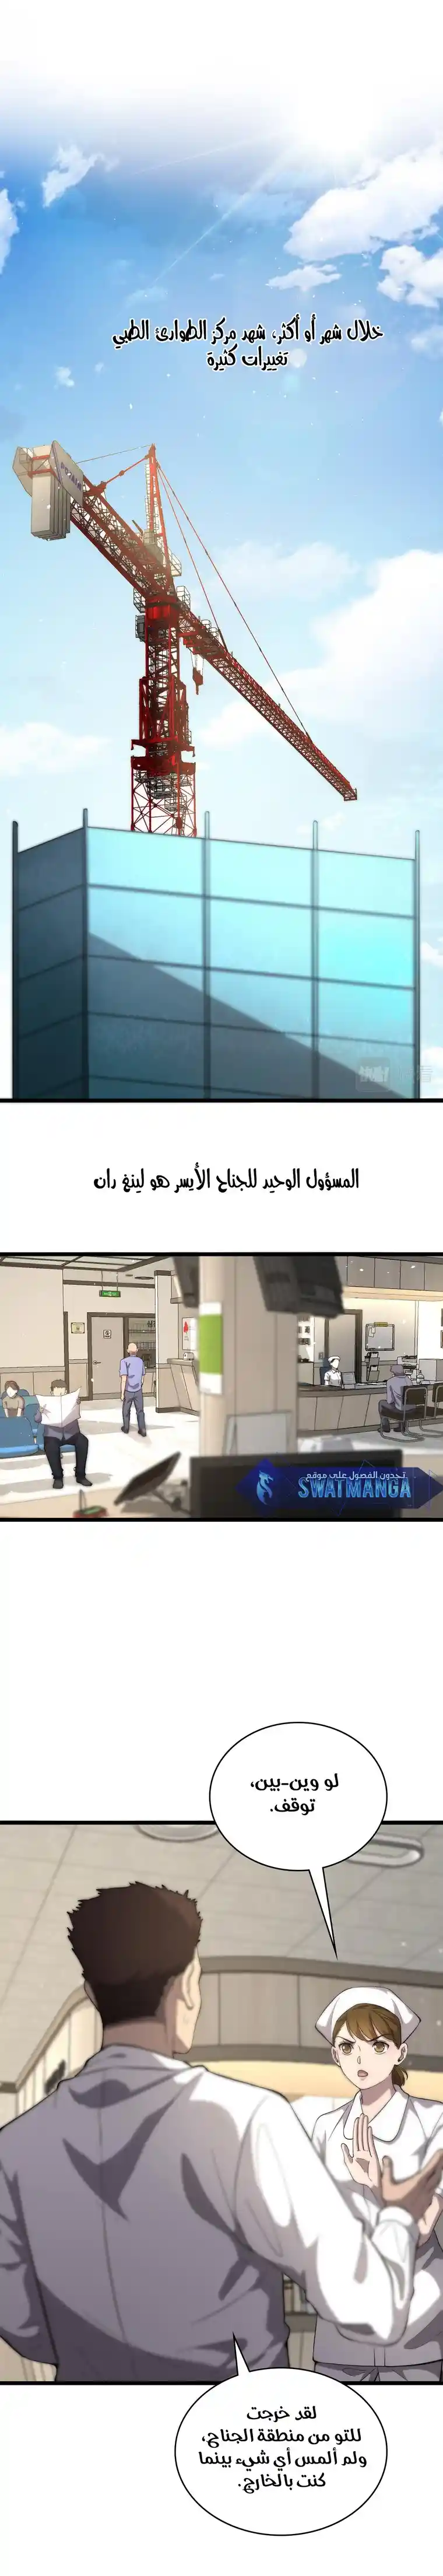 خلال شهر أو أكثر، شهد مركز الطوارئ الطبي
تغييرات كثيرة
المسؤول الوحيد للجناح الأيسر هو لينغ ران
تجدون الفصول على موقع
SWATMANGA
لو وين-بين،
توقف.
لقد خرجت
للتو من منطقة الجناح،
ولم ألمس أي شيء بينما
كنت بالخارج.